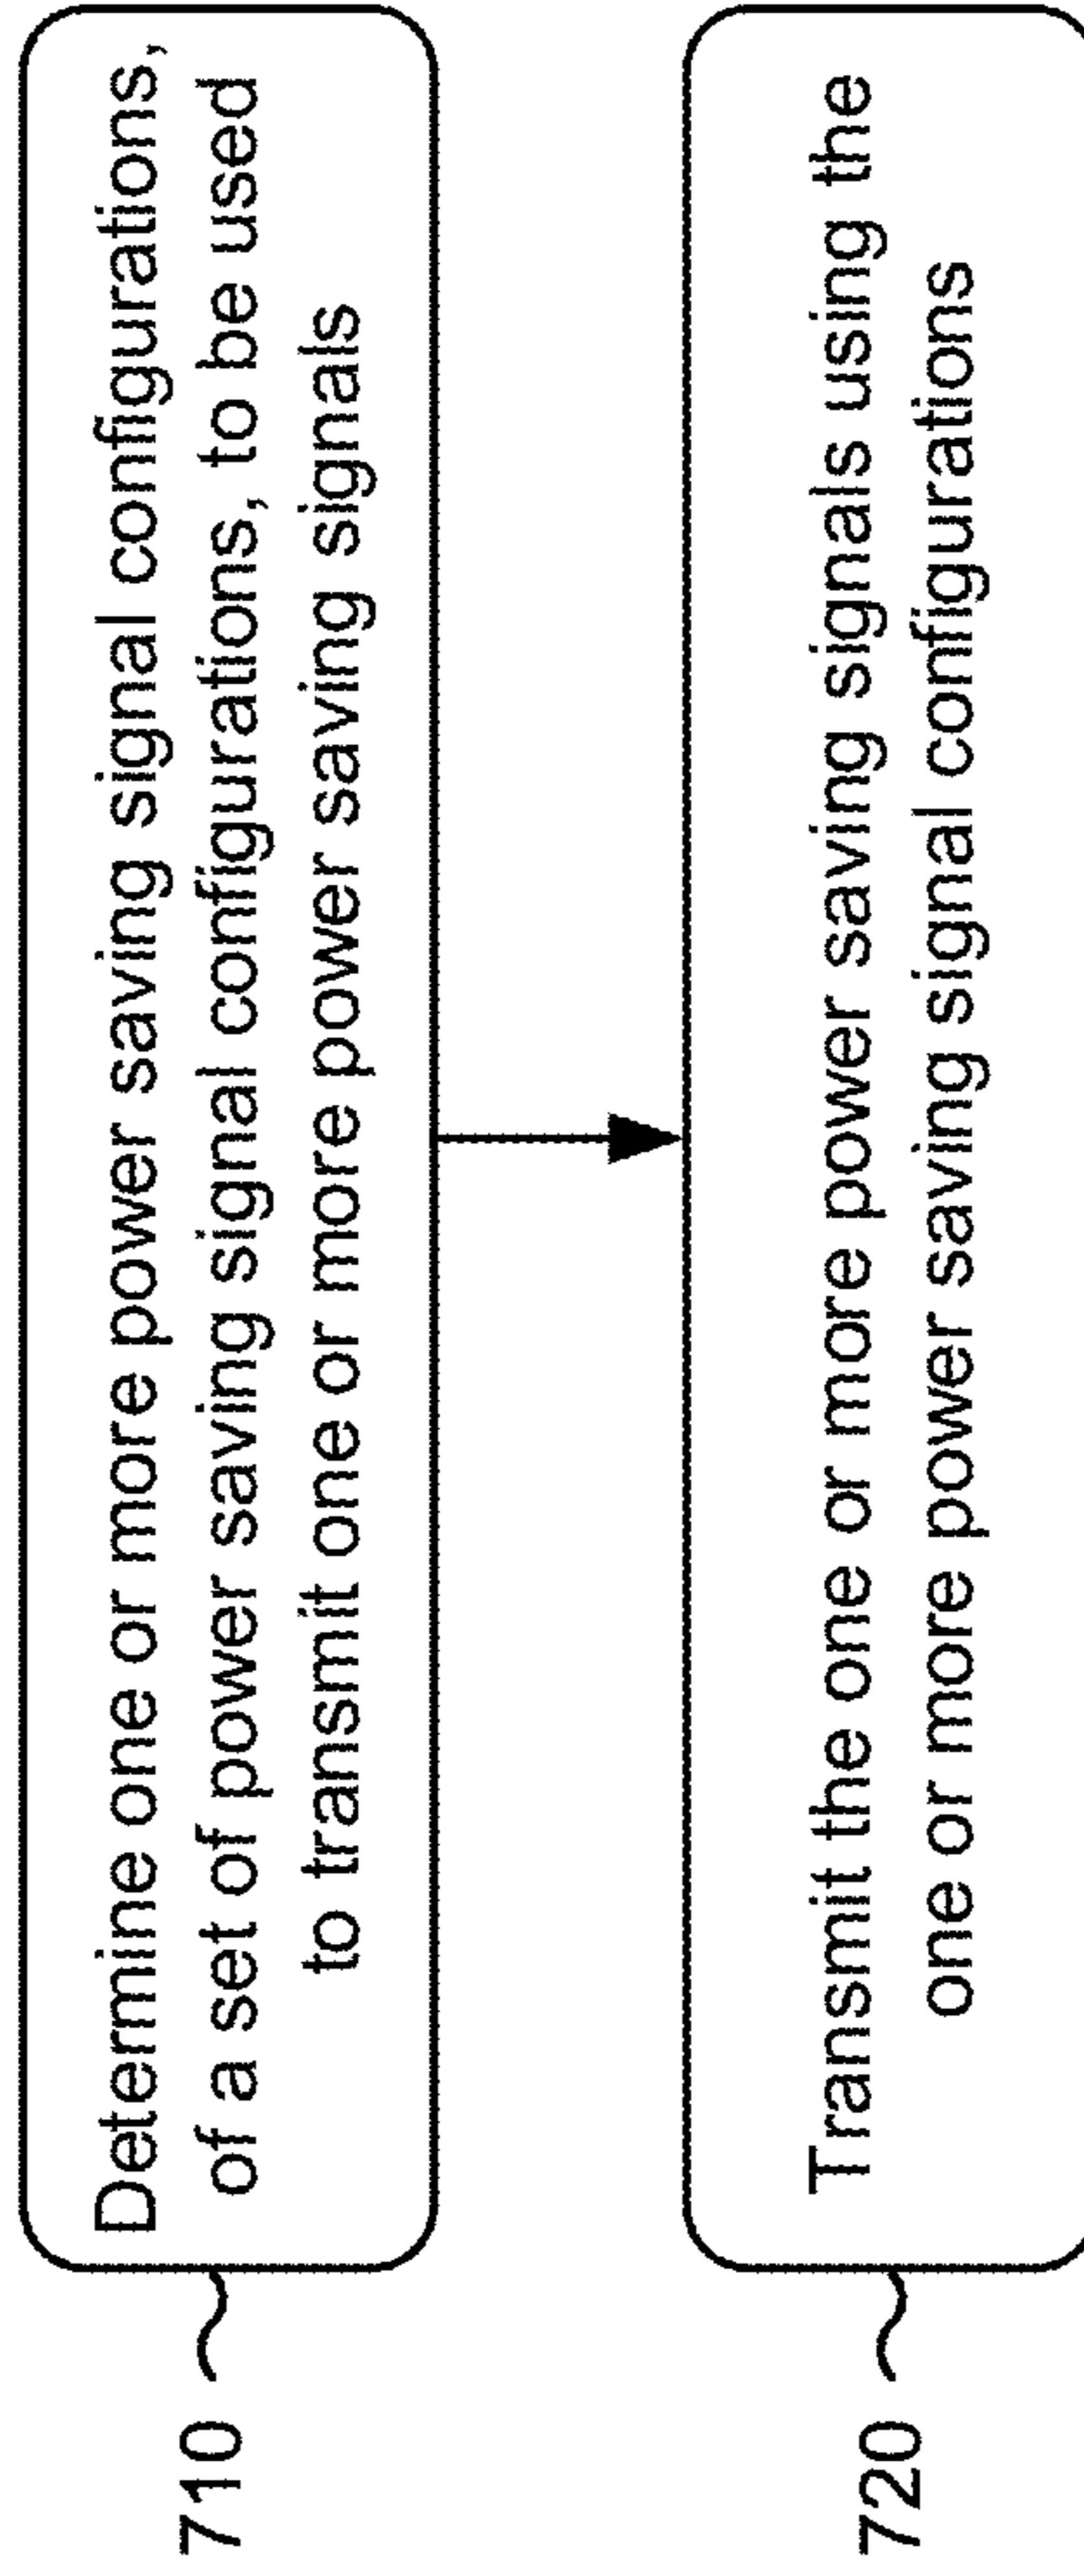 710
Determine one or more power saving signal configurations,
of a set of power saving signal configurations, to be used
to transmit one or more power saving signals
720
Transmit the one or more power saving signals using the
one or more power saving signal configurations